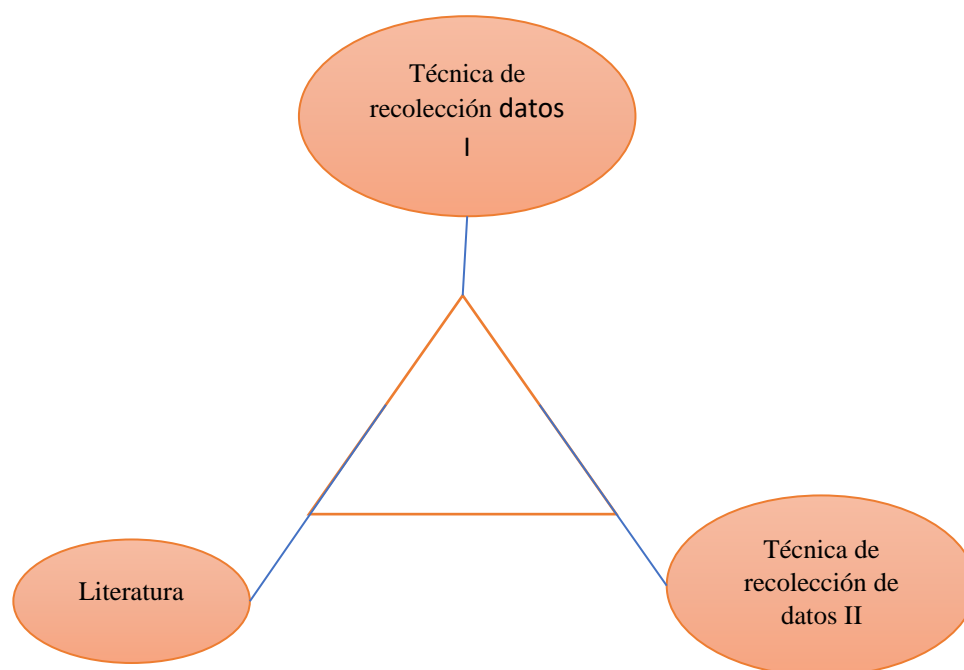 Técnica de
recolección datos
I
Literatura
Técnica de
recolección de
datos II